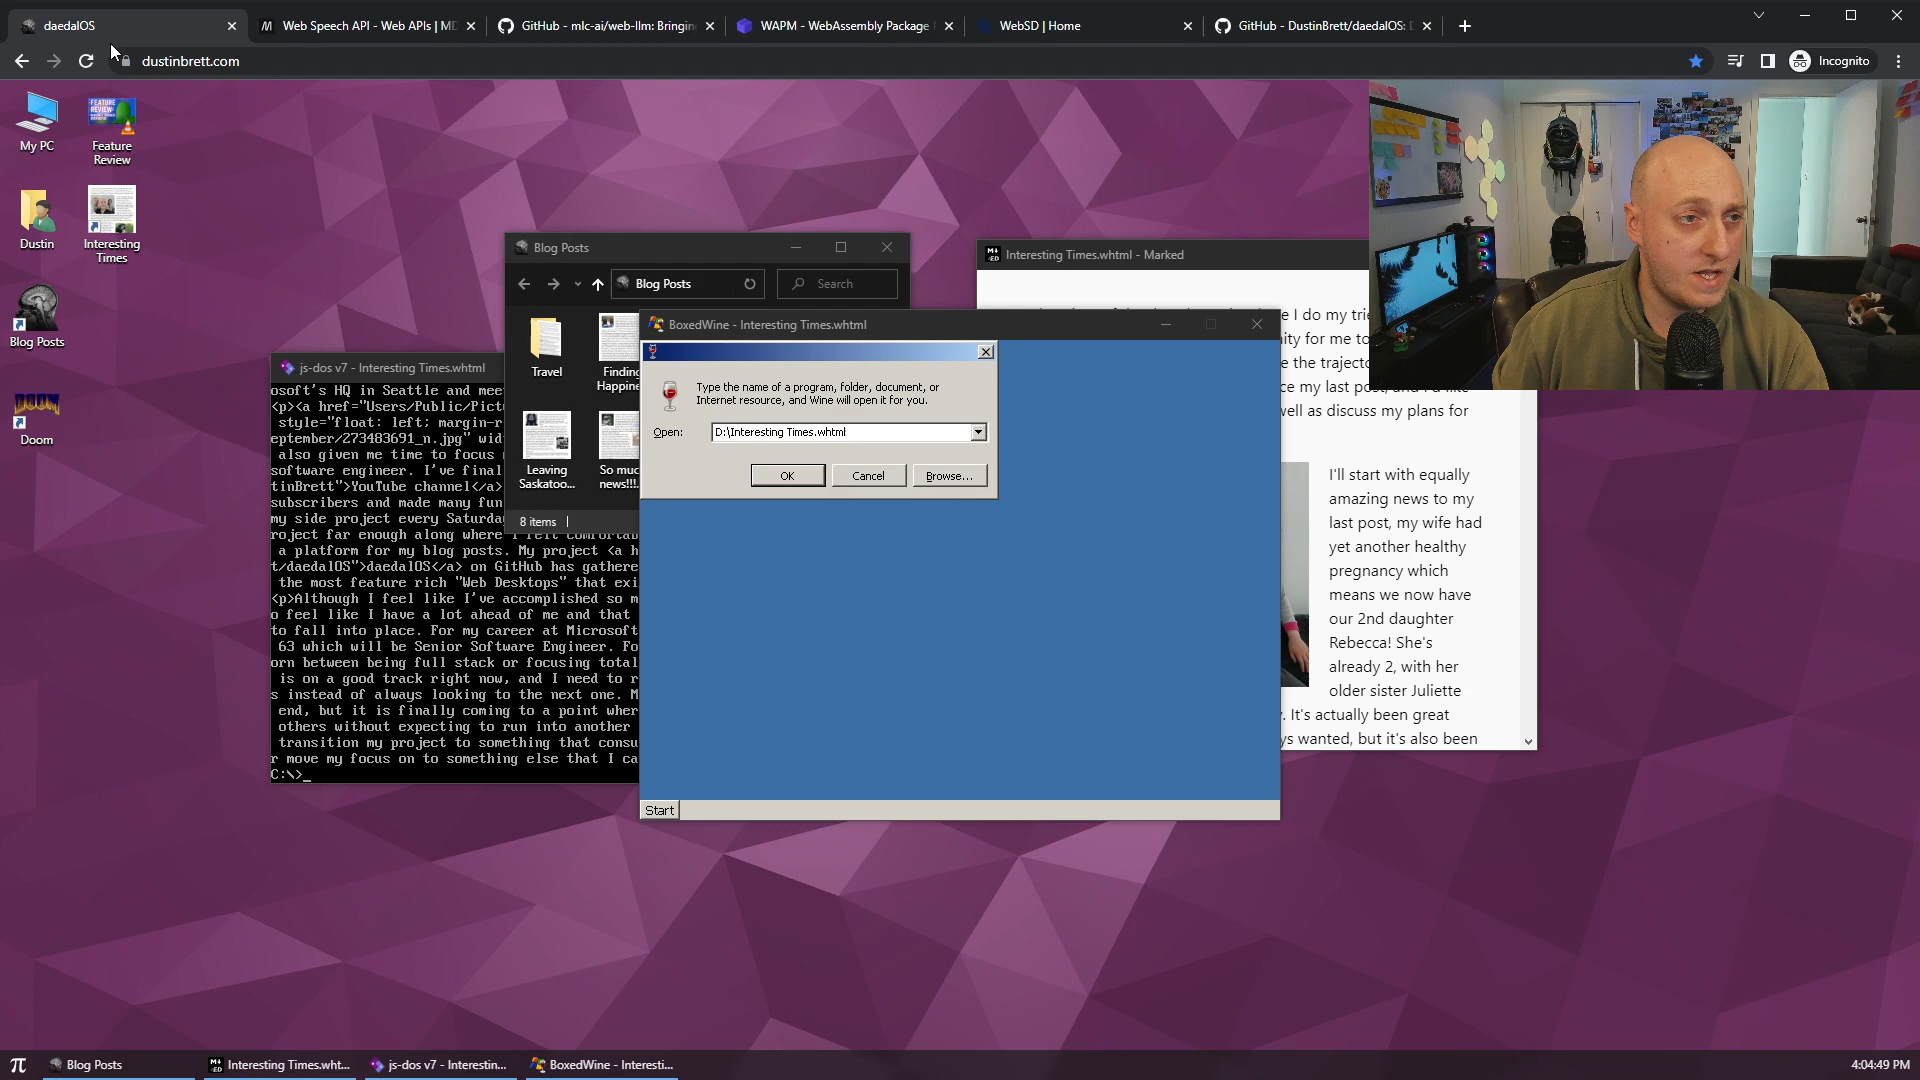 daedalOS
Web Speech API - Web APIs | MD
GitHub - mlc-ai/web-llm: Bringin
WAPM - WebAssembly Package
WebSD | Home
GitHub - DustinBrett/daedalOS: D
dustinbrett.com
Incognito
My PC
Feature Review
Dustin
Interesting Times
Blog Posts
Doom
Blog Posts
Blog Posts
Search
Travel
Finding Happine
Leaving Saskatoo...
So muc news!!!.
8 items
Interesting Times.whtml - Marked
e I do my trie
ity for me to
e the trajecto
ce my last post, and I'd like
well as discuss my plans for
I'll start with equally
amazing news to my
last post, my wife had
yet another healthy
pregnancy which
means we now have
our 2nd daughter
Rebecca! She's
already 2, with her
older sister Juliette
. It's actually been great
ys wanted, but it's also been
BoxedWine - Interesting Times.whtml
Type the name of a program, folder, document, or
Internet resource, and Wine will open it for you.
Open:
D:\Interesting Times.whtml
OK
Cancel
Browse...
Start
js-dos v7 - Interesting Times.whtml
osoft's HQ in Seattle and mee
<p><a href="Users/Public/Pict
style="float: left; margin-r
eptember/273483691_n.jpg" wid
also given me time to focus
software engineer. I've final
tinBrett">YouTube channel</a>
subscribers and made many fun
my side project every Saturda
roject far enough along where I felt comfortab
a platform for my blog posts. My project <a h
t/daedalOS">daedalOS</a> on GitHub has gathere
the most feature rich "Web Desktops" that exi
<p>Although I feel like I've accomplished so m
o feel like I have a lot ahead of me and that
to fall into place. For my career at Microsoft
63 which will be Senior Software Engineer. Fo
orn between being full stack or focusing total
is on a good track right now, and I need to r
s instead of always looking to the next one. M
end, but it is finally coming to a point wher
others without expecting to run into another
transition my project to something that consu
r move my focus on to something else that I ca
C:\>_
Blog Posts
Interesting Times.wht...
js-dos v7 - Interestin...
BoxedWine - Interesti...
4:04:49 PM